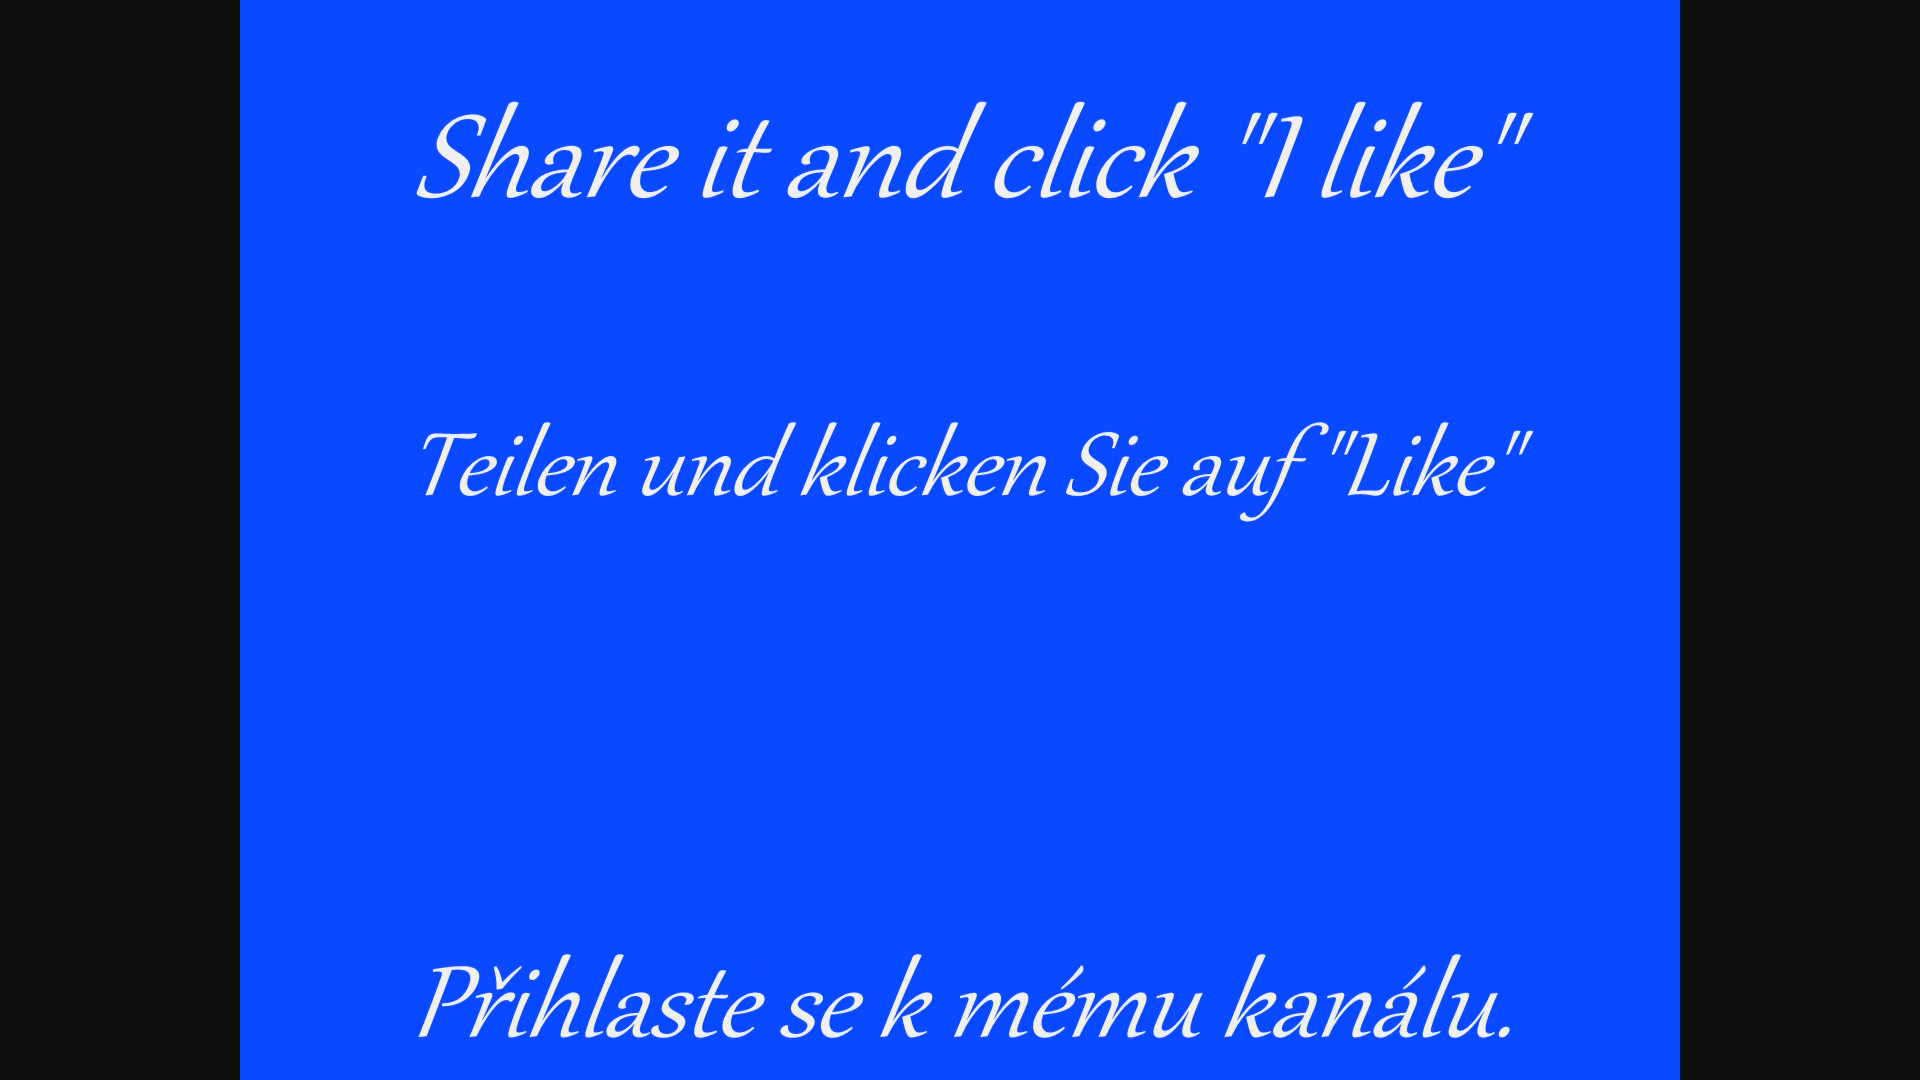 Share it and click "I like"
Teilen und klicken Sie auf "Like"
Přihlaste se k mému kanálu.